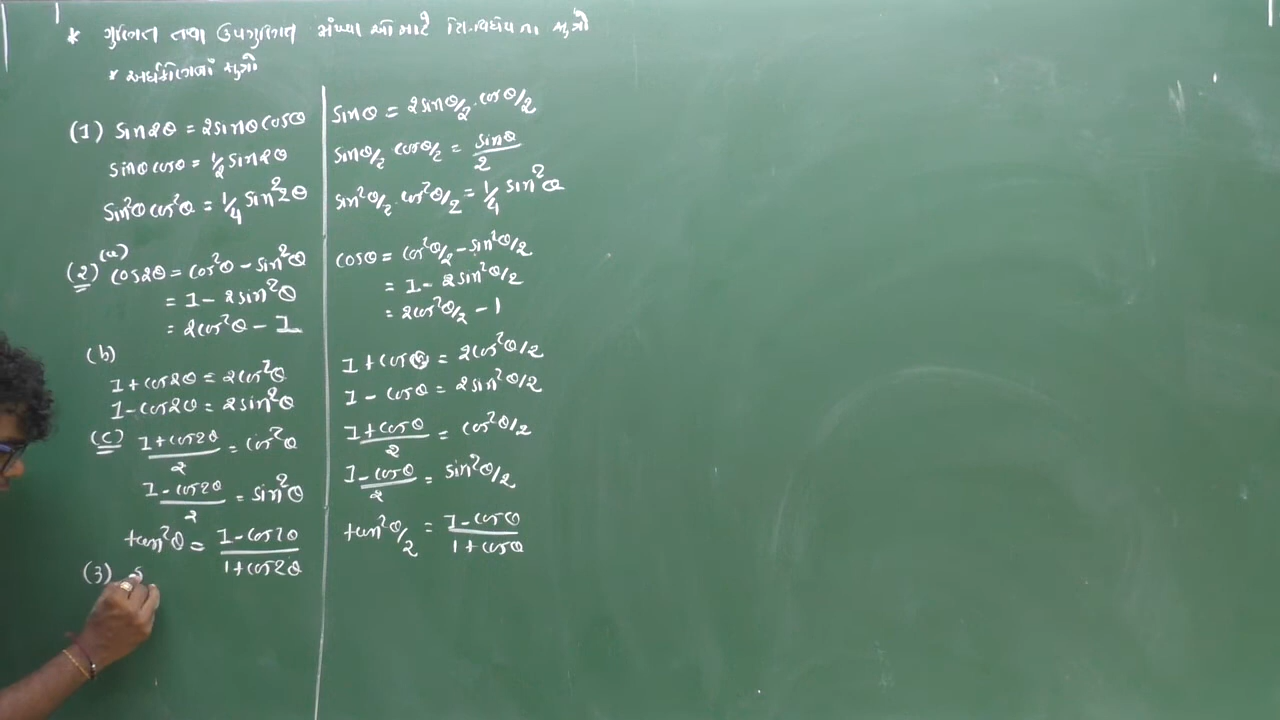 * ગુણિત તથા ઉપગુણિત સંખ્યા ઓ માટે ત્રિ-વિધેય ના સૂત્રો
* અર્ધકોણનાં સૂત્રો
(1) sin2θ = 2sinθcosθ
sinθcosθ = 1/2 sin2θ
sin²θcos²θ = 1/4 sin²2θ
(2) (a) cos2θ = cos²θ - sin²θ
= 1 - 2sin²θ
= 2cos²θ - 1
(b)
1 + cos2θ = 2cos²θ
1 - cos2θ = 2sin²θ
(c) (1 + cos2θ)/2 = cos²θ
(1 - cos2θ)/2 = sin²θ
tan²θ = (1 - cos2θ)/(1 + cos2θ)
(3) s
sinθ = 2sinθ/2 · cosθ/2
sinθ/2 cosθ/2 = sinθ/2
sin²θ/2 · cos²θ/2 = 1/4 sin²θ
cosθ = cos²θ/2 - sin²θ/2
= 1 - 2sin²θ/2
= 2cos²θ/2 - 1
1 + cosθ = 2cos²θ/2
1 - cosθ = 2sin²θ/2
(1 + cosθ)/2 = cos²θ/2
(1 - cosθ)/2 = sin²θ/2
tan²θ/2 = (1 - cosθ)/(1 + cosθ)